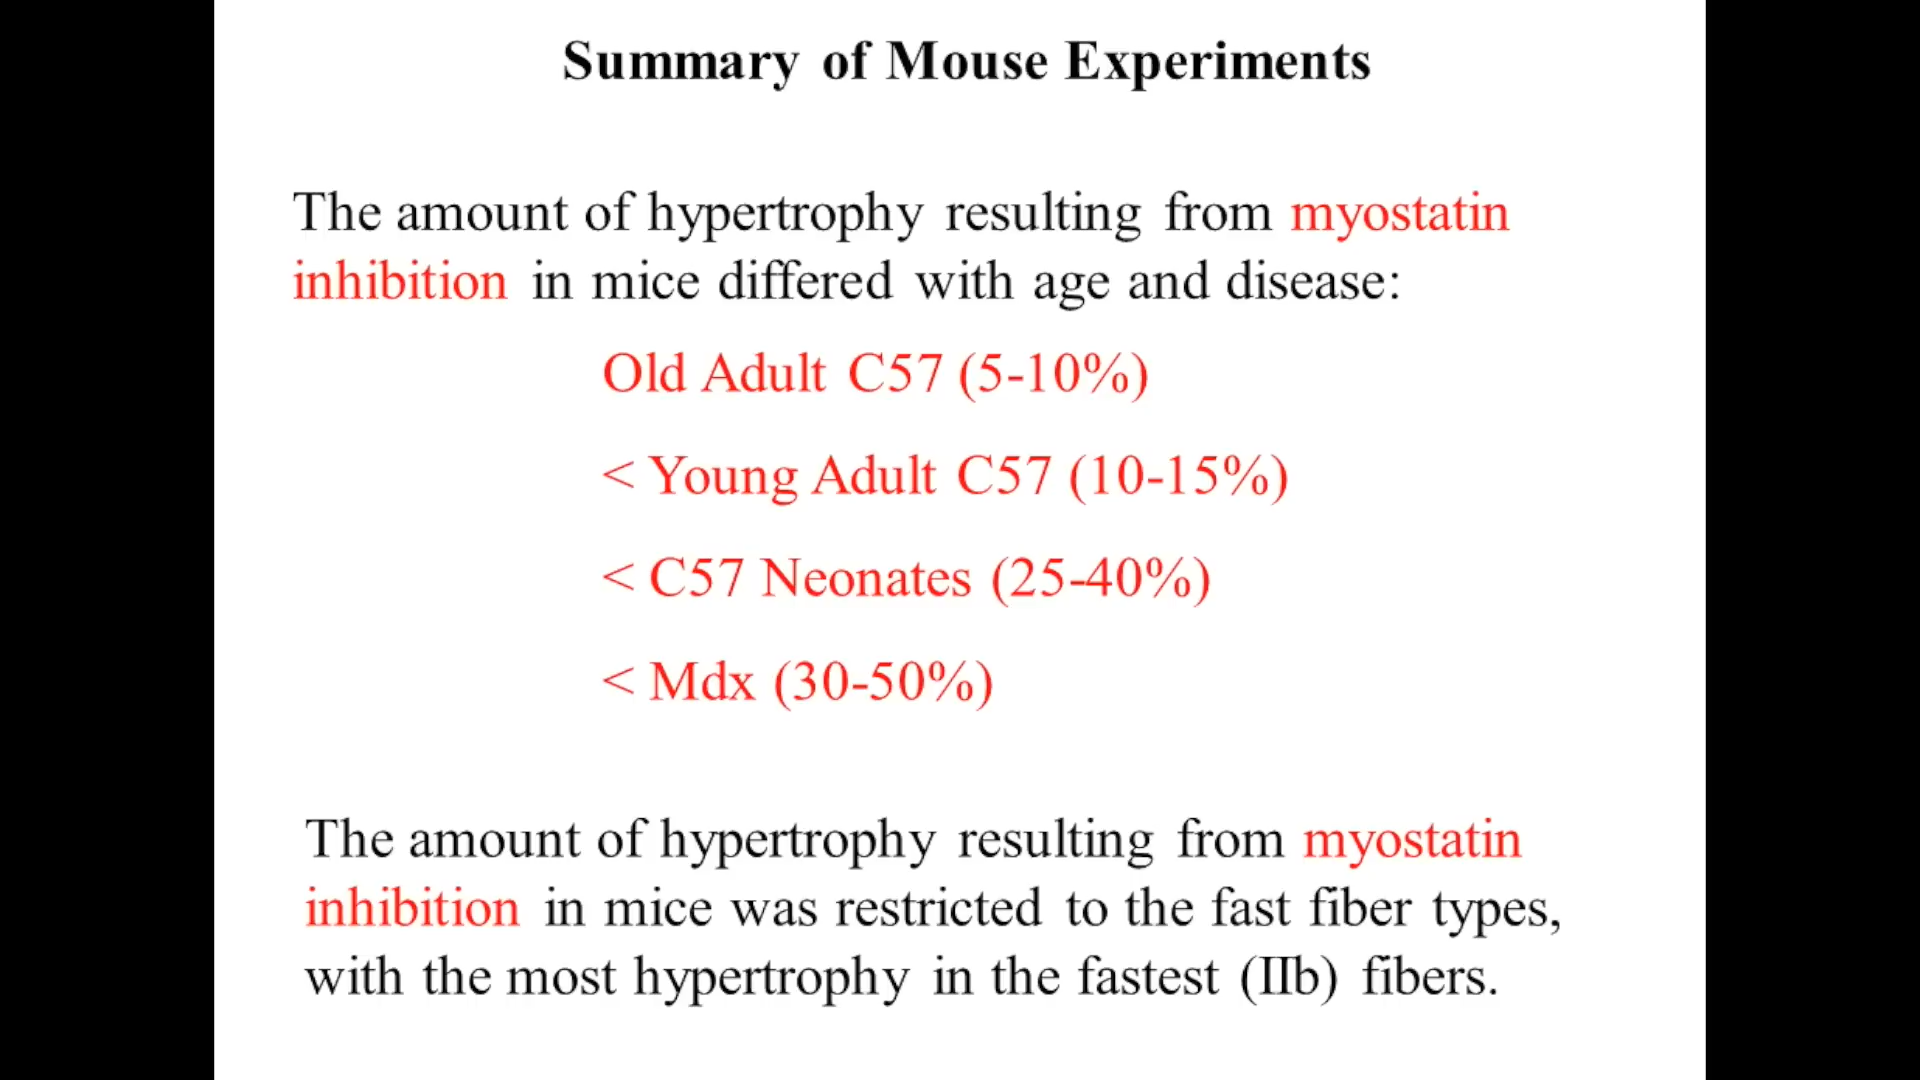 Summary of Mouse Experiments
The amount of hypertrophy resulting from myostatin
inhibition in mice differed with age and disease:
Old Adult C57 (5-10%)
< Young Adult C57 (10-15%)
< C57 Neonates (25-40%)
< Mdx (30-50%)
The amount of hypertrophy resulting from myostatin
inhibition in mice was restricted to the fast fiber types,
with the most hypertrophy in the fastest (IIb) fibers.